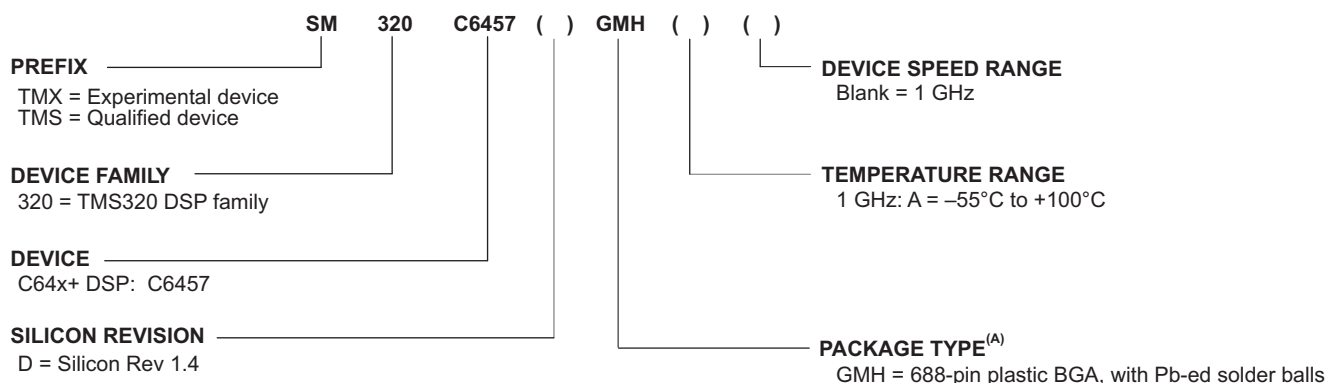 SM 320 C6457 ( ) GMH ( ) ( )
PREFIX
TMX = Experimental device
TMS = Qualified device
DEVICE FAMILY
320 = TMS320 DSP family
DEVICE
C64x+ DSP: C6457
SILICON REVISION
D = Silicon Rev 1.4
DEVICE SPEED RANGE
Blank = 1 GHz
TEMPERATURE RANGE
1 GHz: A = –55°C to +100°C
PACKAGE TYPE(A)
GMH = 688-pin plastic BGA, with Pb-ed solder balls